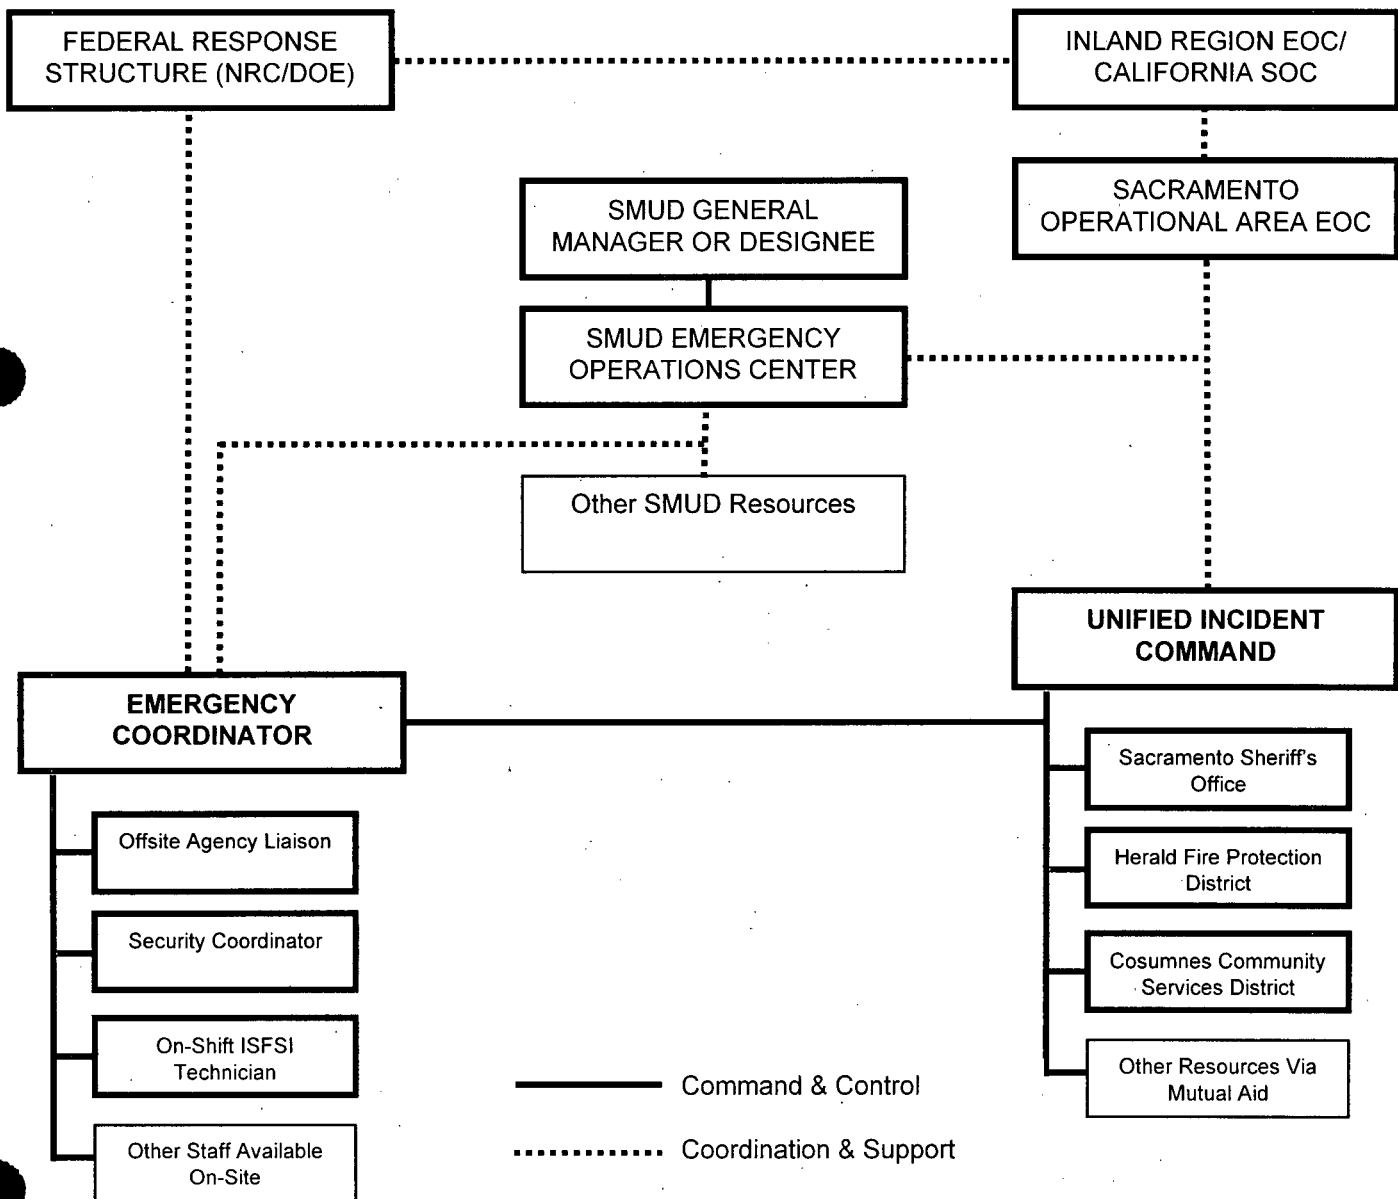 FEDERAL RESPONSE
STRUCTURE (NRC/DOE)
INLAND REGION EOC/
CALIFORNIA SOC
SACRAMENTO
OPERATIONAL AREA EOC
SMUD GENERAL
MANAGER OR DESIGNEE
SMUD EMERGENCY
OPERATIONS CENTER
Other SMUD Resources
UNIFIED INCIDENT
COMMAND
EMERGENCY
COORDINATOR
Sacramento Sheriff's
Office
Herald Fire Protection
District
Cosumnes Community
Services District
Other Resources Via
Mutual Aid
Offsite Agency Liaison
Security Coordinator
On-Shift ISFSI
Technician
Other Staff Available
On-Site
Command & Control
Coordination & Support